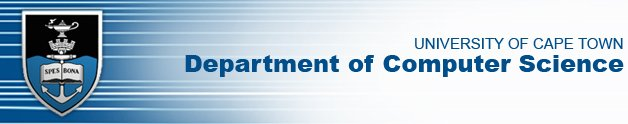 SPES BONA
UNIVERSITY OF CAPE TOWN
Department of Computer Science